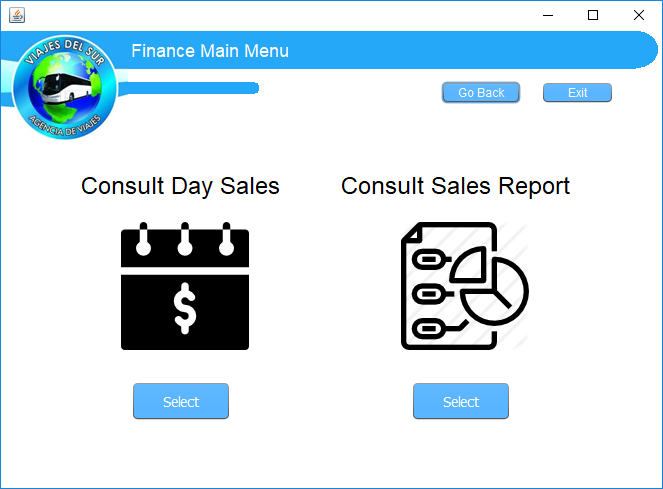 Finance Main Menu
VIAJES DEL SUR
AGENCIA DE VIAJES
Go Back
Exit
Consult Day Sales
Consult Sales Report
$
Select
Select